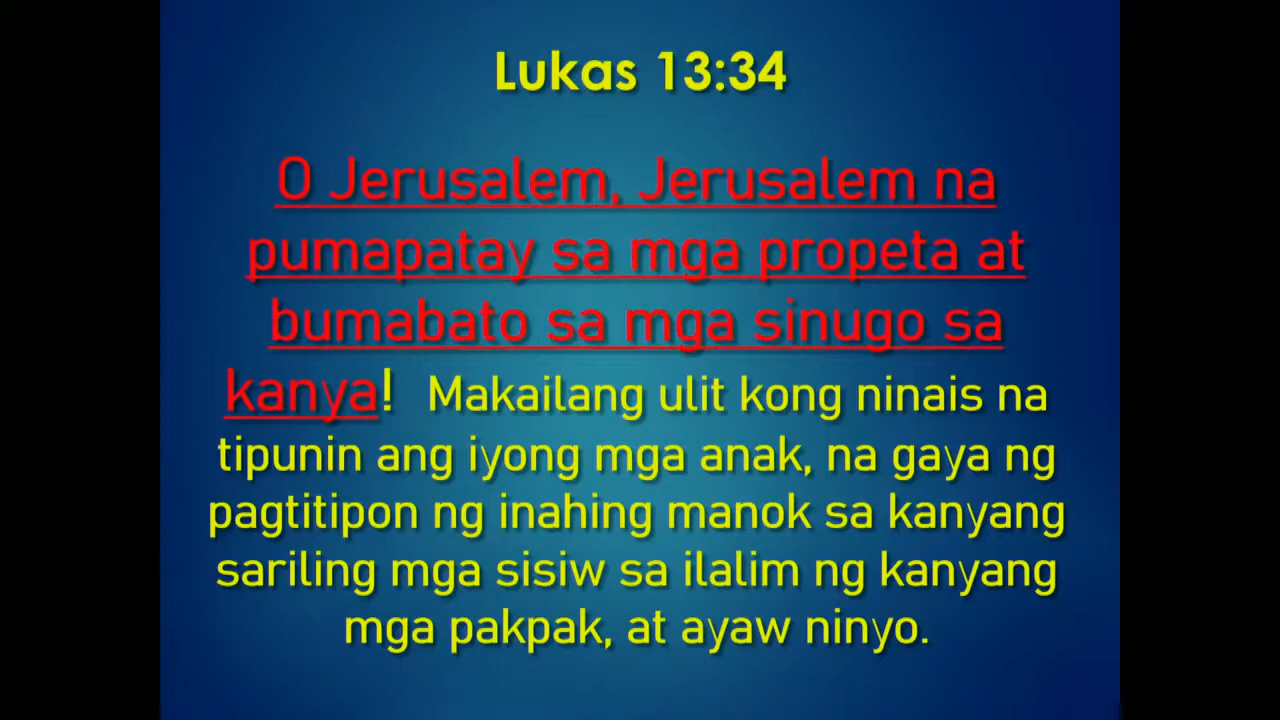 Lukas 13:34
O Jerusalem, Jerusalem na
pumapatay sa mga propeta at
bumabato sa mga sinugo sa
kanya! Makailang ulit kong ninais na
tipunin ang iyong mga anak, na gaya ng
pagtitipon ng inahing manok sa kanyang
sariling mga sisiw sa ilalim ng kanyang
mga pakpak, at ayaw ninyo.